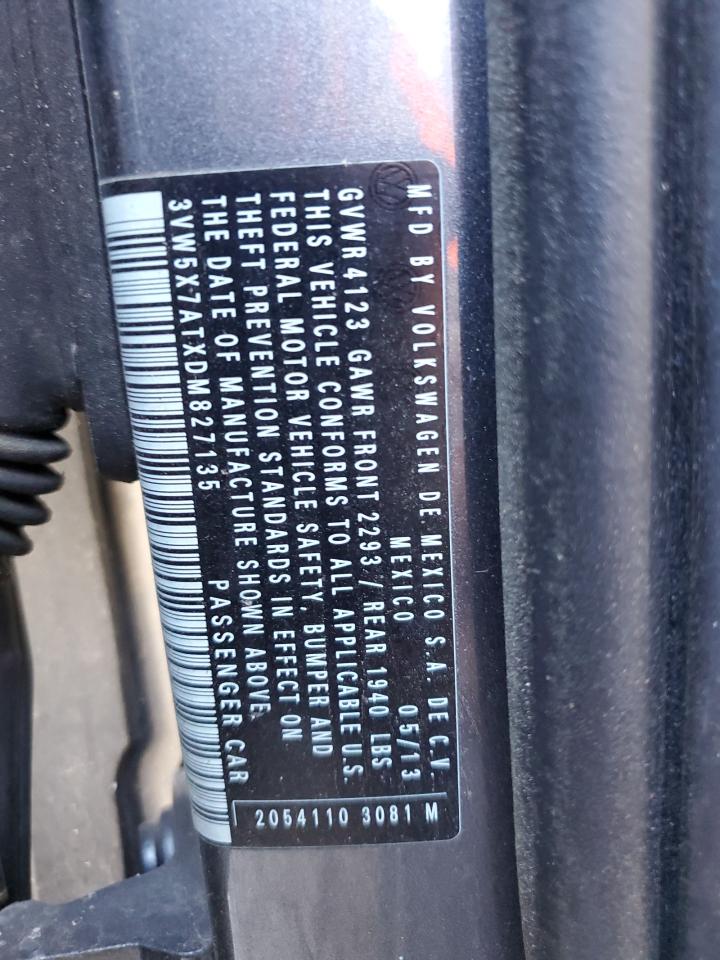 MFD BY VOLKSWAGEN DE MEXICO S.A. DE C.V.
MEXICO 05/13
GVWR 4123 GAWR FRONT 2293 / REAR 1940 LBS
THIS VEHICLE CONFORMS TO ALL APPLICABLE U.S.
FEDERAL MOTOR VEHICLE SAFETY, BUMPER AND
THEFT PREVENTION STANDARDS IN EFFECT ON
THE DATE OF MANUFACTURE SHOWN ABOVE.
3VW5X7ATXDM827135 PASSENGER CAR
2054110 3081 M